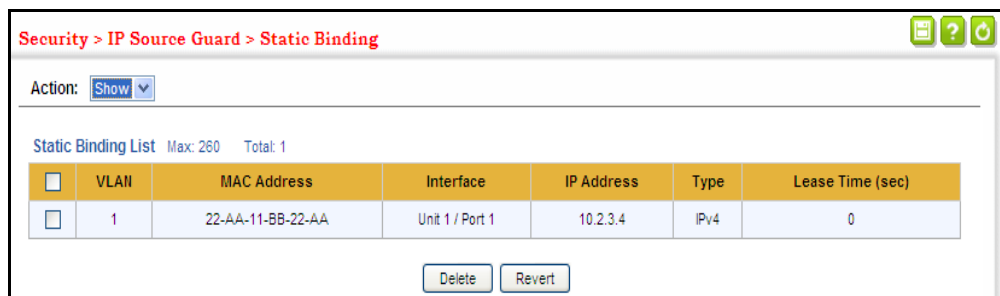 Security > IP Source Guard > Static Binding
?
Action: Show
Static Binding List Max: 260 Total: 1
VLAN MAC Address Interface IP Address Type Lease Time (sec)
1 22-AA-11-BB-22-AA Unit 1 / Port 1 10.2.3.4 IPv4 0
Delete Revert